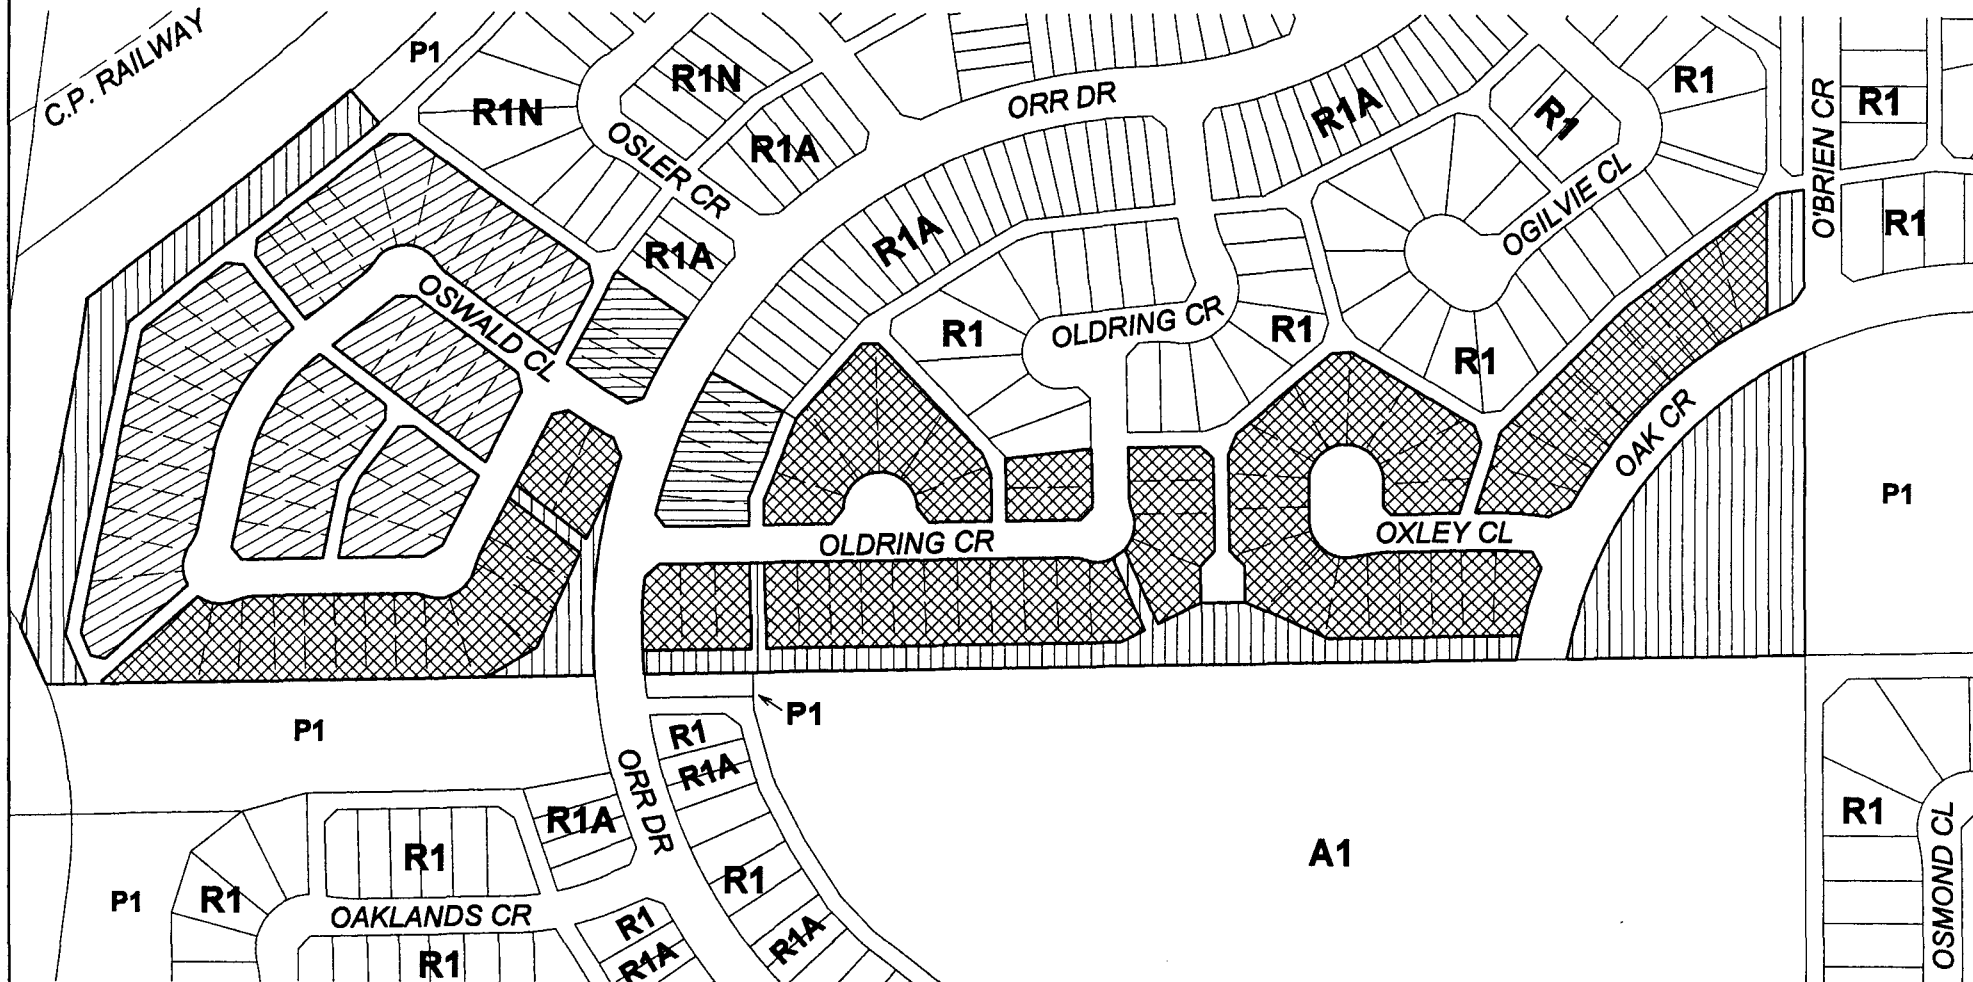 C.P. RAILWAY
P1
R1N
R1N
OSLER CR
R1A
ORR DR
R1A
R1
R1
O'BRIEN CR
R1
R1
OGILVIE CL
R1A
R1A
OSWALD CL
R1
OLDRING CR
R1
R1
OAK CR
P1
OLDRING CR
OXLEY CL
P1
P1
R1
R1A
ORR DR
R1A
R1
R1
R1
A1
R1
OSMOND CL
P1
OAKLANDS CR
R1
R1A
R1A
R1